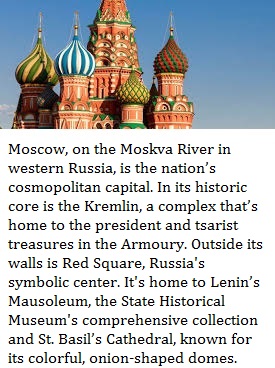 Moscow, on the Moskva River in
western Russia, is the nation’s
cosmopolitan capital. In its historic
core is the Kremlin, a complex that’s
home to the president and tsarist
treasures in the Armoury. Outside its
walls is Red Square, Russia's
symbolic center. It's home to Lenin’s
Mausoleum, the State Historical
Museum's comprehensive collection
and St. Basil’s Cathedral, known for
its colorful, onion-shaped domes.